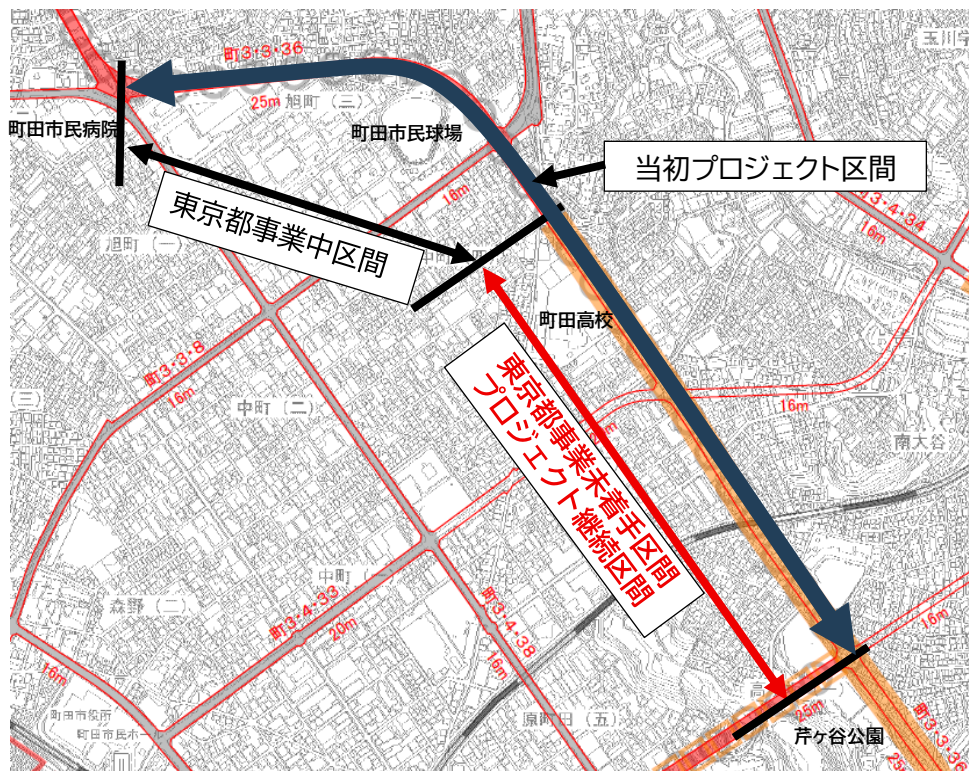 玉川学
町3・3・36
25m
旭町（三）
町田市民病院
町田市民球場
当初プロジェクト区間
16m
町3・4・34
16m
東京都事業中区間
旭町（一）
町田高校
町3・3・8
16m
（三）
中町（二）
東京都事業未着手区間
プロジェクト継続区間
16m
南大谷
中町（一）
森野（二）
町3・4・33
20m
町3・4・38
16m
16m
16m
町田市役所
町田市民ホール
原町田（五）
25m
芹ヶ谷公園
町3・3・36
25